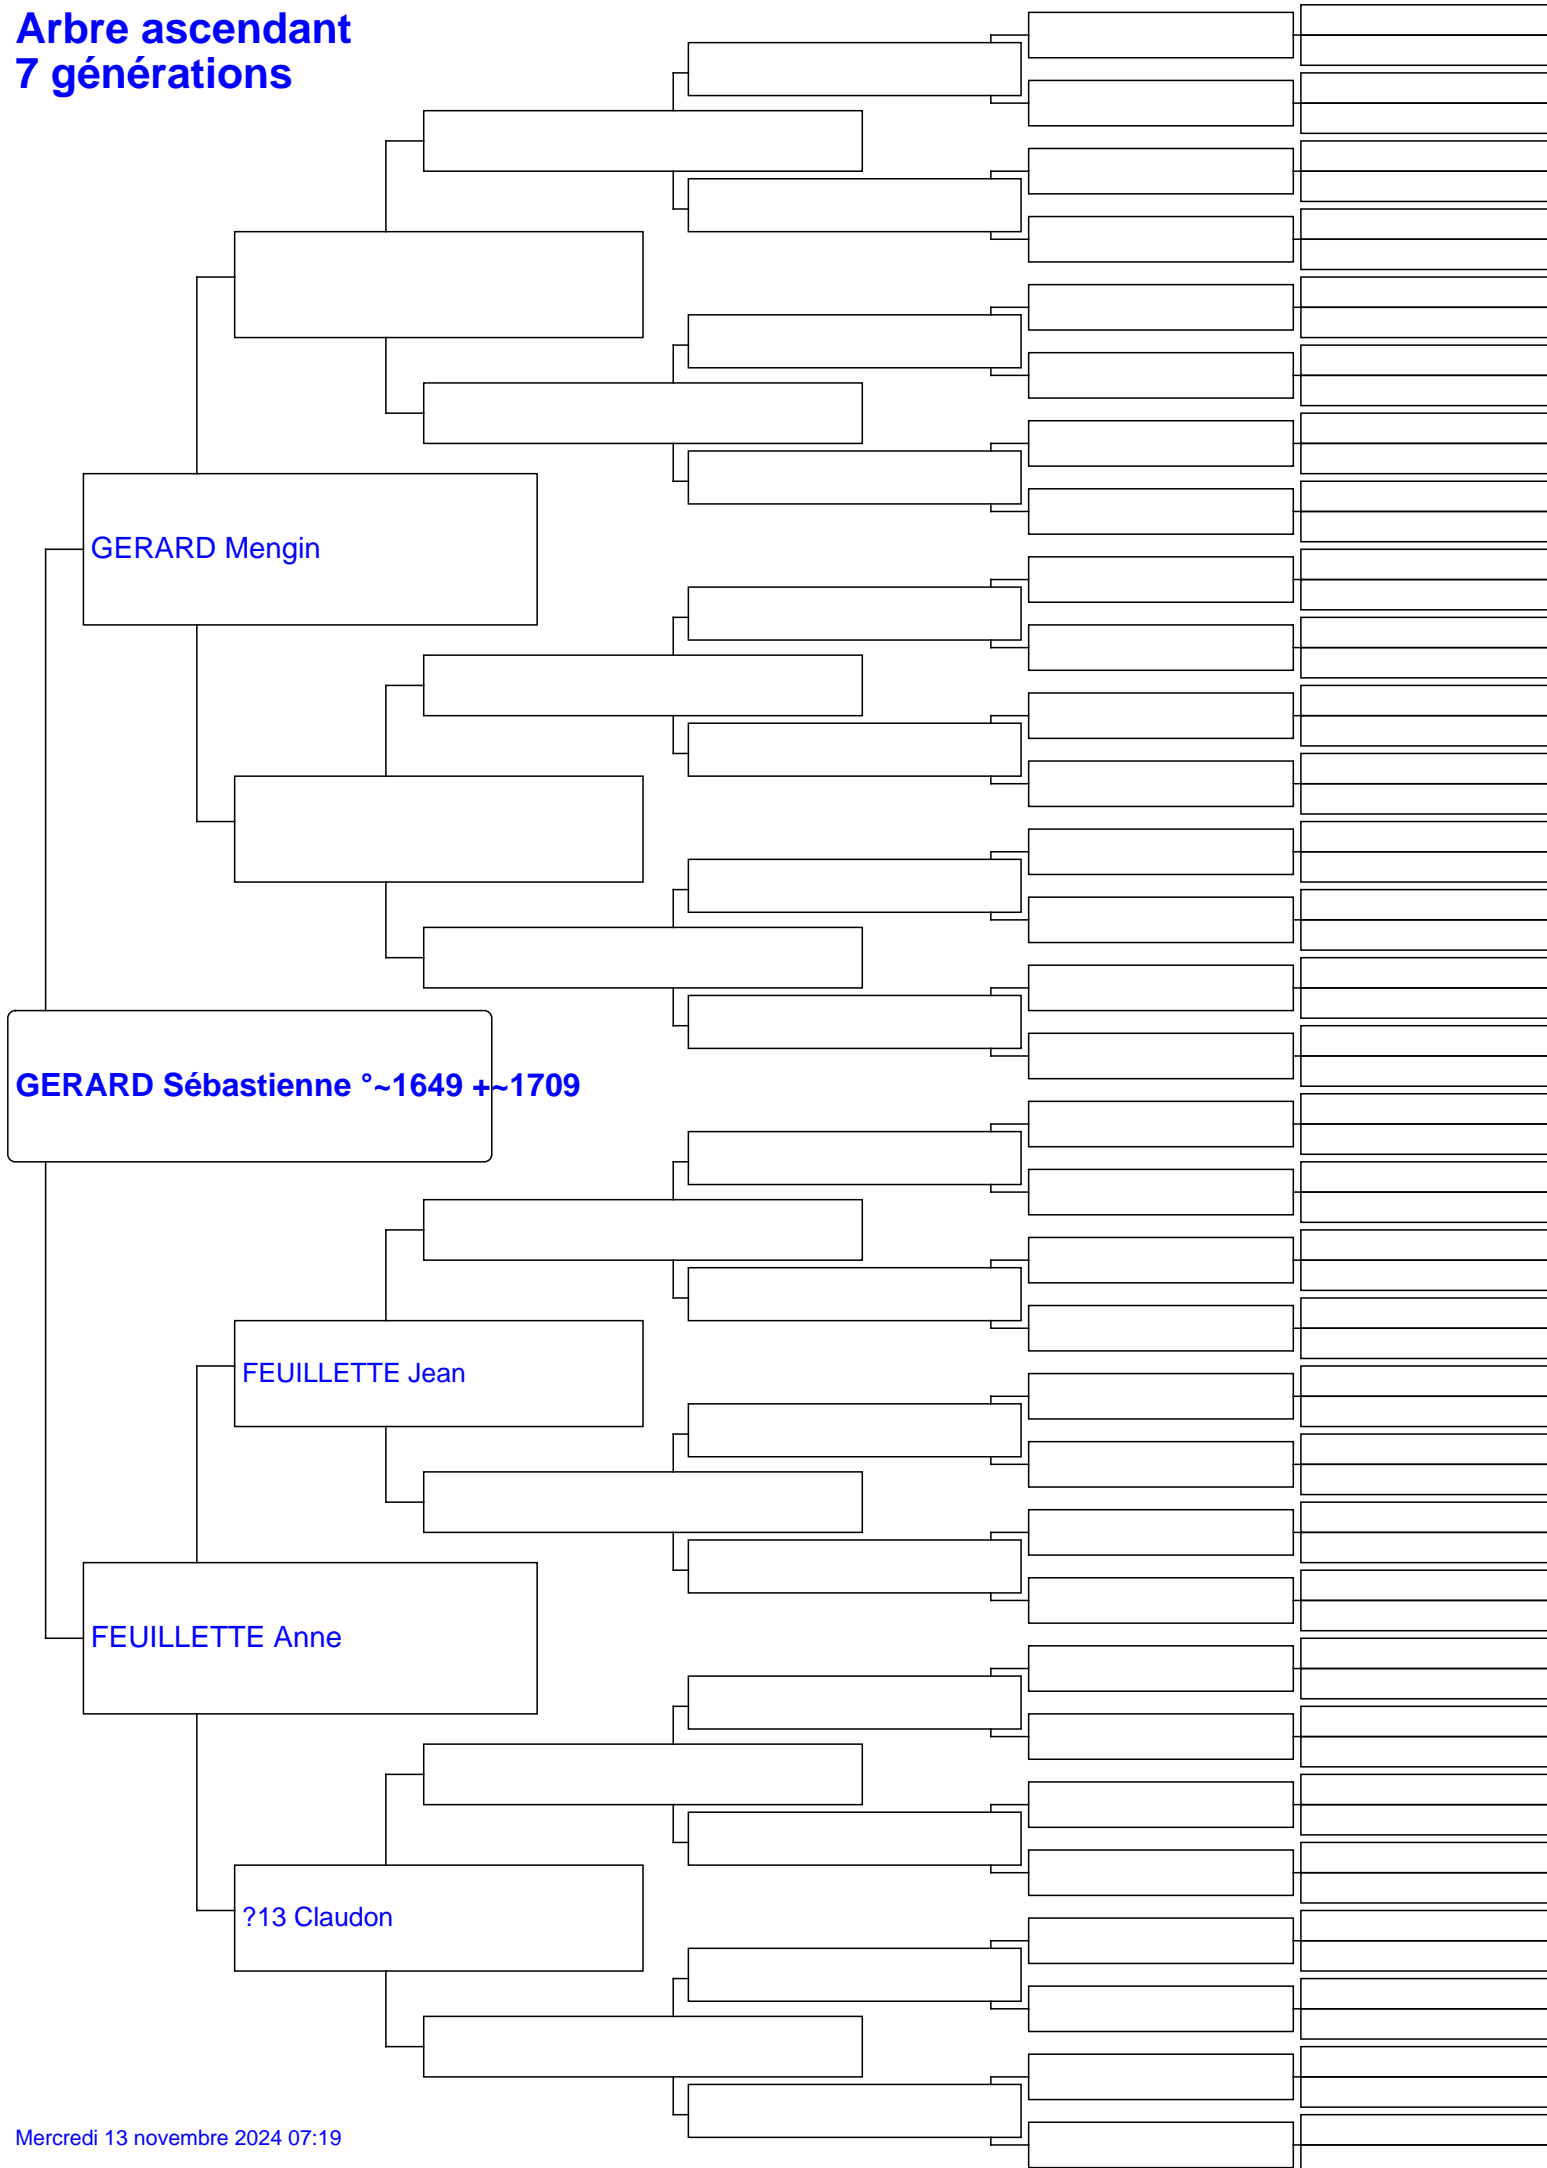 Arbre ascendant
7 générations
GERARD Mengin
GERARD Sébastienne °~1649 +~1709
FEUILLETTE Jean
FEUILLETTE Anne
?13 Claudon
Mercredi 13 novembre 2024 07:19